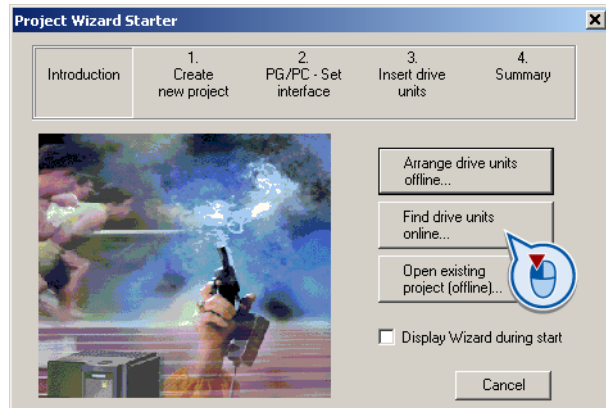 Project Wizard Starter
Introduction
1.
Create
new project
2.
PG/PC - Set
interface
3.
Insert drive
units
4.
Summary
Arrange drive units
offline...
Find drive units
online...
Open existing
project (offline)...
Display Wizard during start
Cancel